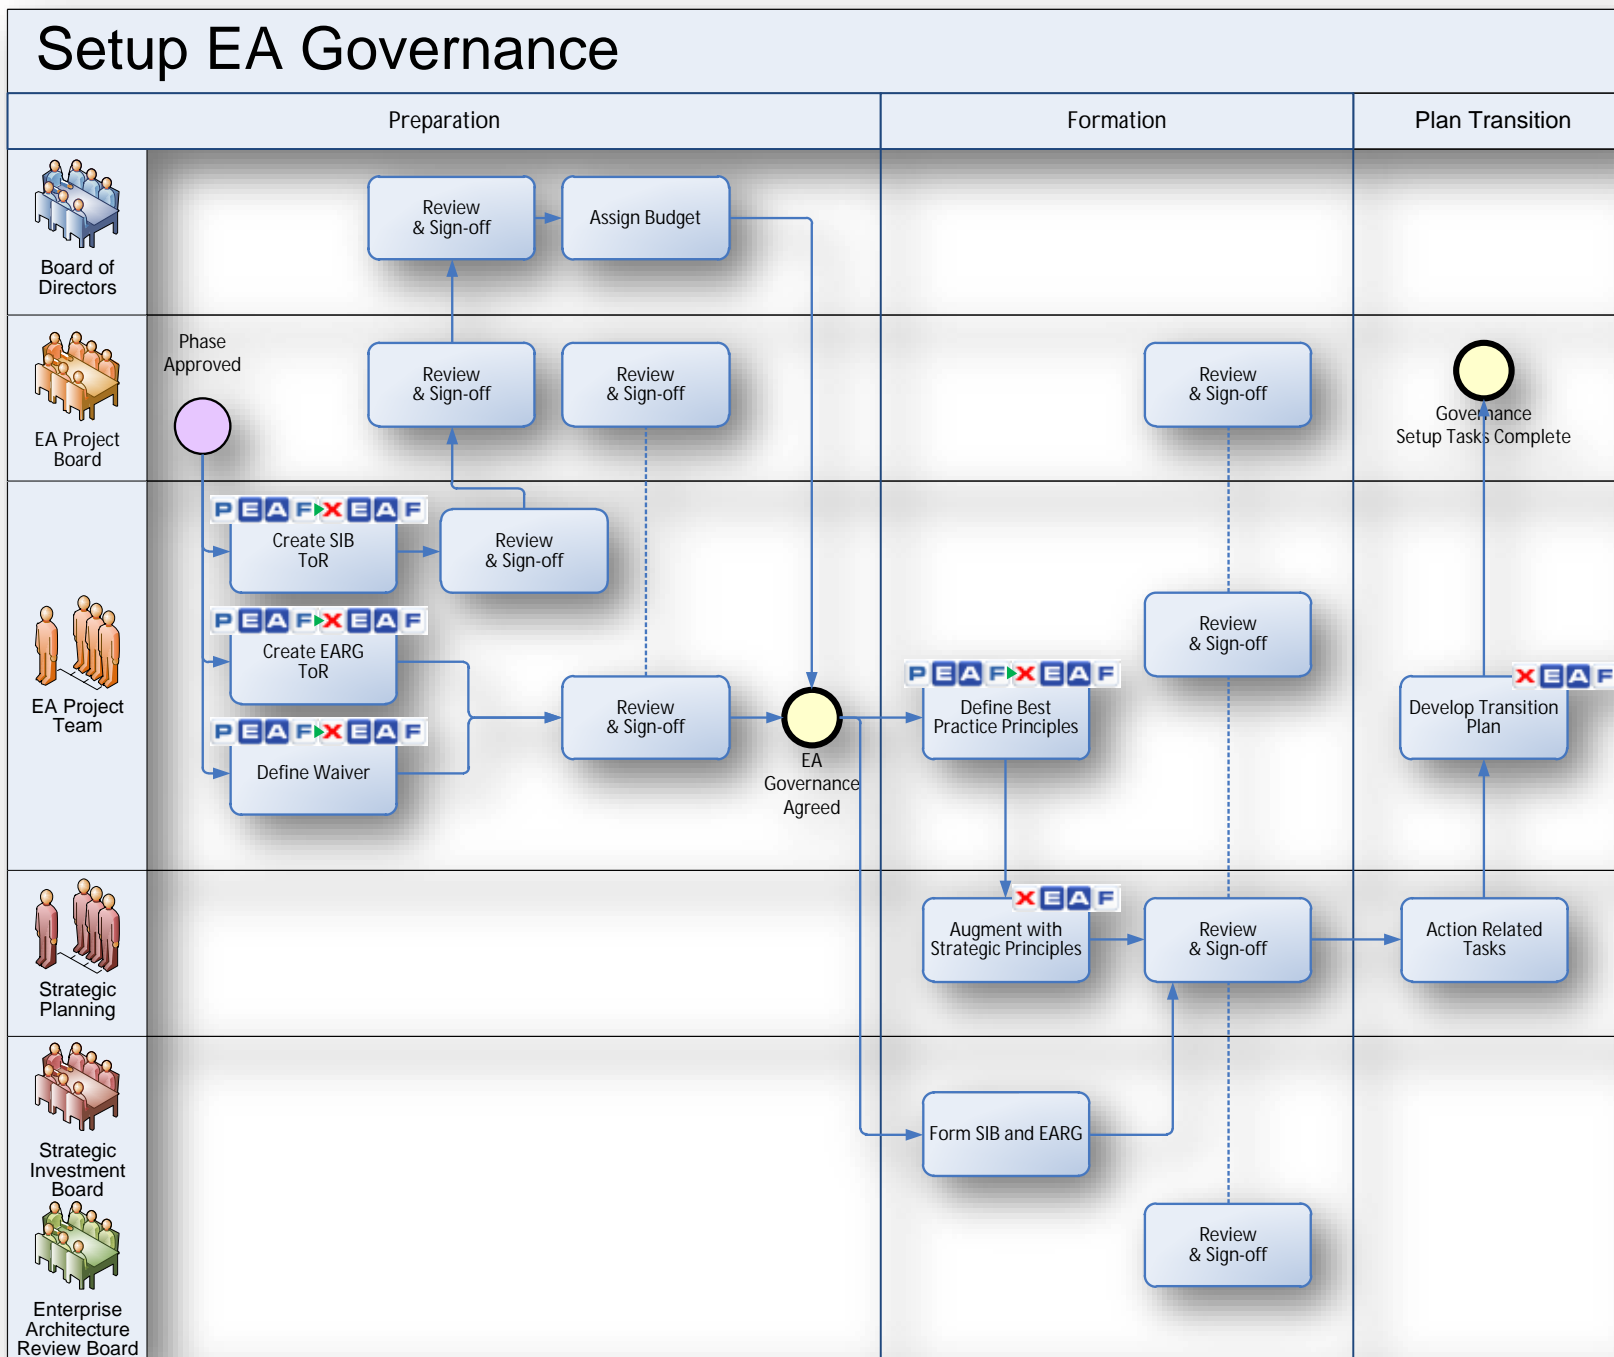 Setup EA Governance
Preparation
Formation
Plan Transition
Board of
Directors
Review
& Sign-off
Assign Budget
EA Project
Board
Phase
Approved
Review
& Sign-off
Review
& Sign-off
Review
& Sign-off
Governance
Setup Tasks Complete
EA Project
Team
PEAF XEAF
Create SIB
ToR
Review
& Sign-off
PEAF XEAF
Create EARG
ToR
PEAF XEAF
Define Waiver
Review
& Sign-off
EA
Governance
Agreed
PEAF XEAF
Define Best
Practice Principles
Review
& Sign-off
XEAF
Develop Transition
Plan
Strategic
Planning
XEAF
Augment with
Strategic Principles
Review
& Sign-off
Action Related
Tasks
Strategic
Investment
Board
Form SIB and EARG
Enterprise
Architecture
Review Board
Review
& Sign-off